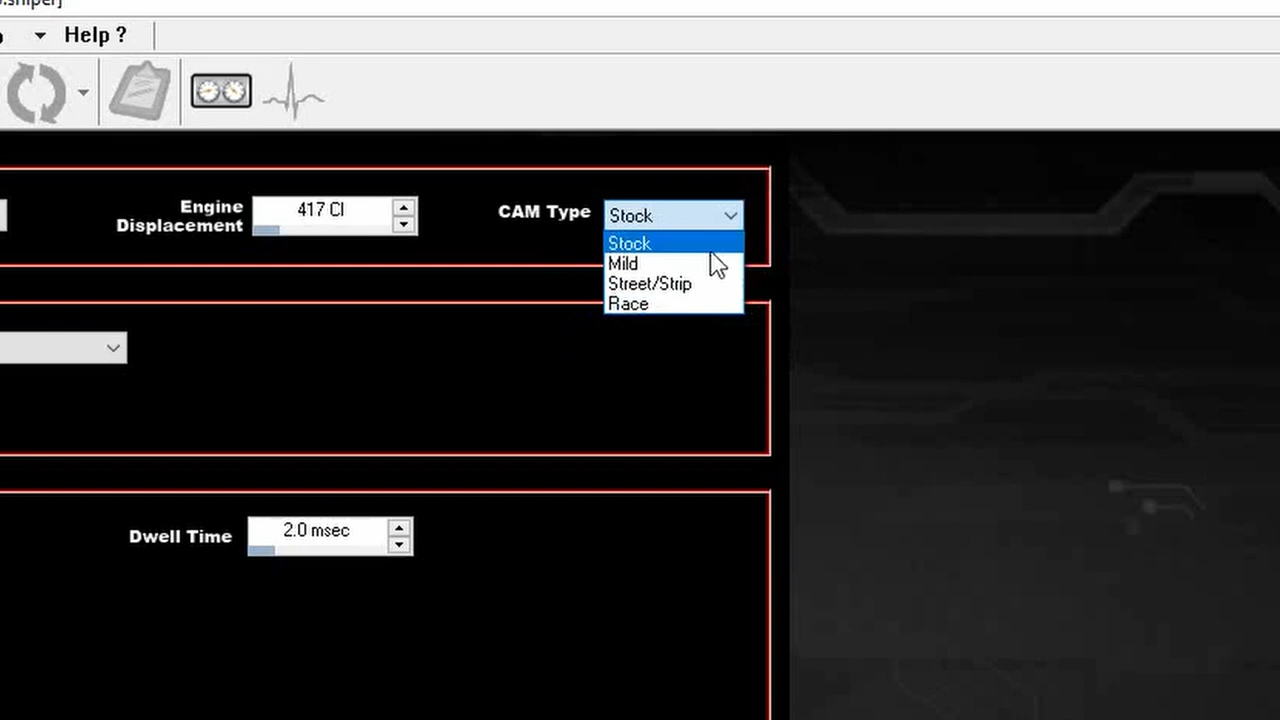 Help ?
Engine
Displacement
417 CI
CAM Type
Stock
Stock
Mild
Street/Strip
Race
Dwell Time
2.0 msec